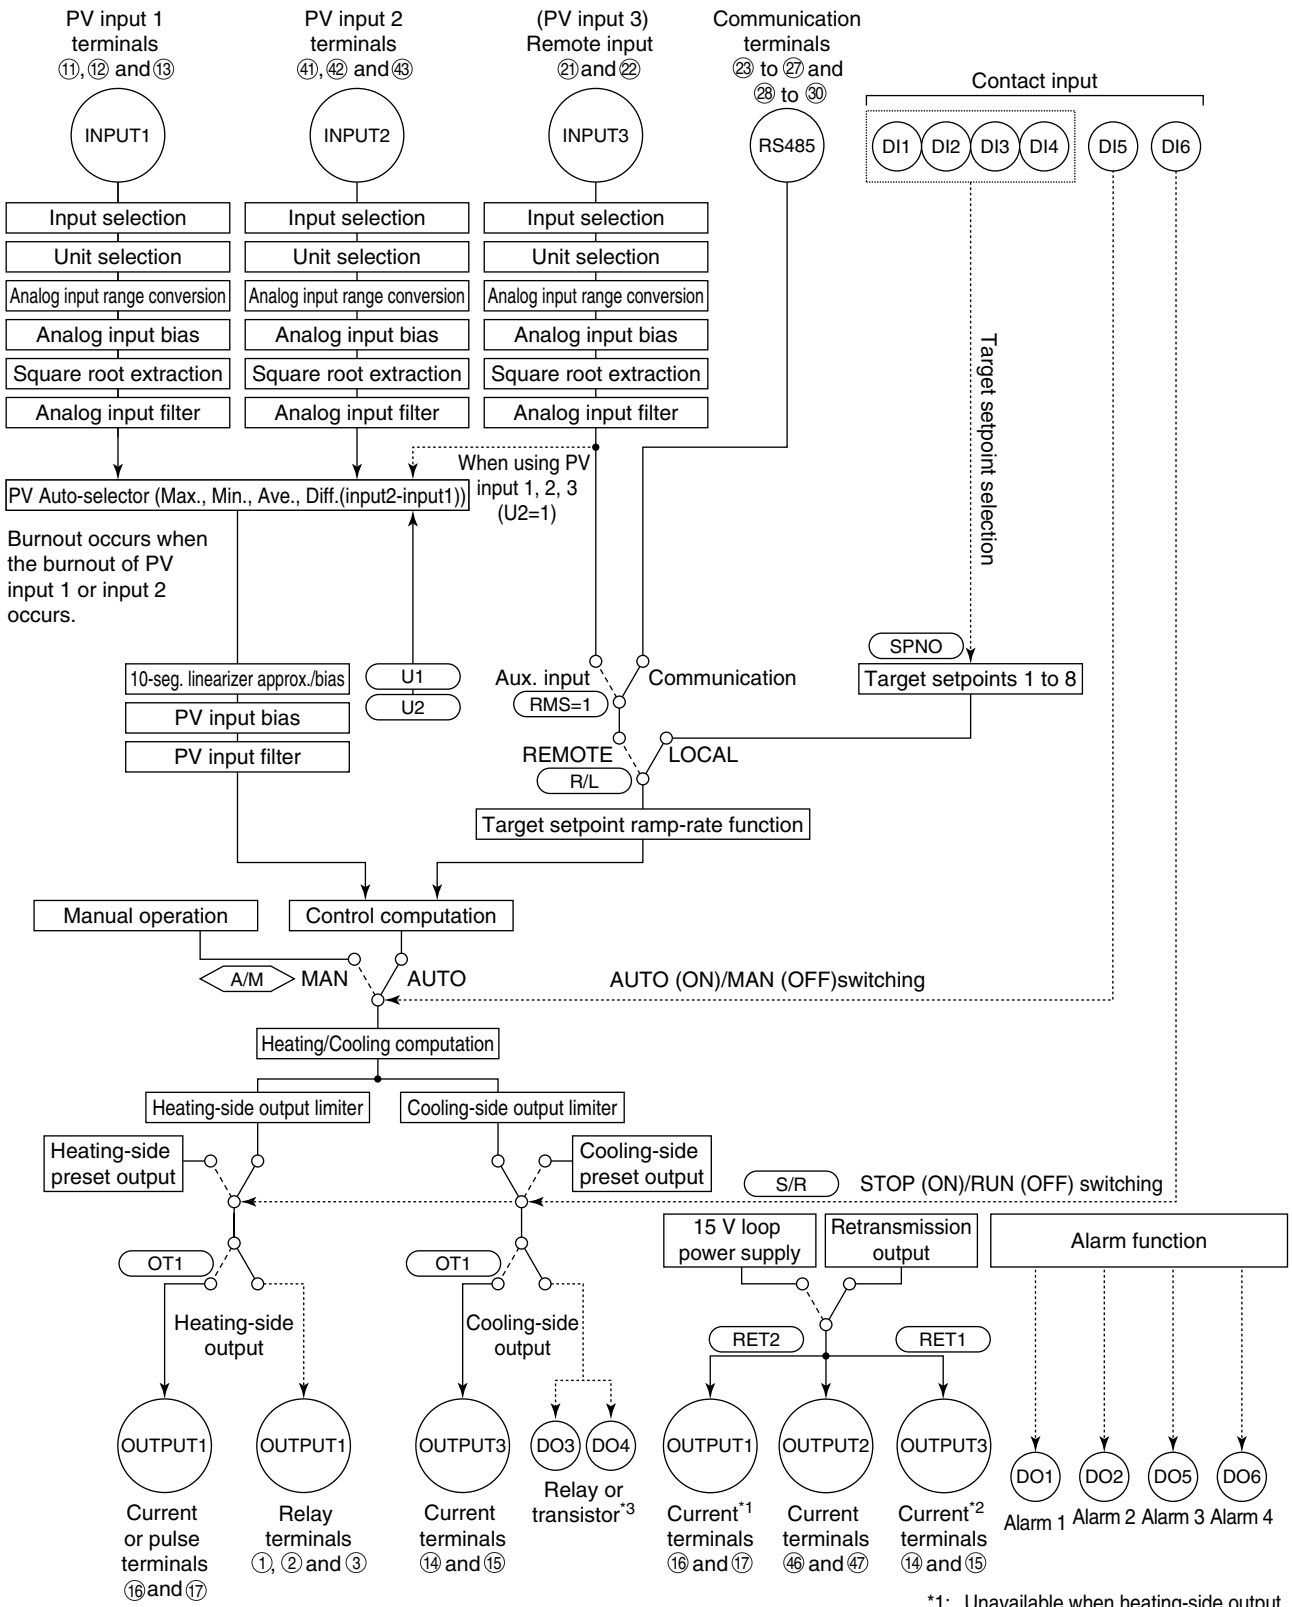 PV input 1
terminals
⑪, ⑫ and ⑬
PV input 2
terminals
㊶, ㊷ and ㊸
(PV input 3)
Remote input
㉑ and ㉒
Communication
terminals
㉓ to ㉗ and
㉘ to ㉚
Contact input
INPUT1
INPUT2
INPUT3
RS485
DI1
DI2
DI3
DI4
DI5
DI6
Input selection
Input selection
Input selection
Unit selection
Unit selection
Unit selection
Analog input range conversion
Analog input range conversion
Analog input range conversion
Analog input bias
Analog input bias
Analog input bias
Square root extraction
Square root extraction
Square root extraction
Analog input filter
Analog input filter
Analog input filter
Target setpoint selection
When using PV
input 1, 2, 3
(U2=1)
PV Auto-selector (Max., Min., Ave., Diff.(input2-input1))
Burnout occurs when
the burnout of PV
input 1 or input 2
occurs.
SPNO
10-seg. linearizer approx./bias
U1
Aux. input
Communication
Target setpoints 1 to 8
PV input bias
U2
RMS=1
PV input filter
REMOTE
LOCAL
R/L
Target setpoint ramp-rate function
Manual operation
Control computation
A/M
MAN
AUTO
AUTO (ON)/MAN (OFF)switching
Heating/Cooling computation
Heating-side output limiter
Cooling-side output limiter
Heating-side
preset output
Cooling-side
preset output
S/R
STOP (ON)/RUN (OFF) switching
15 V loop
power supply
Retransmission
output
Alarm function
OT1
OT1
Heating-side
output
Cooling-side
output
RET2
RET1
OUTPUT1
OUTPUT1
OUTPUT3
DO3
DO4
OUTPUT1
OUTPUT2
OUTPUT3
DO1
DO2
DO5
DO6
Current
or pulse
terminals
⑯ and ⑰
Relay
terminals
①, ② and ③
Current
terminals
⑭ and ⑮
Relay or
transistor*3
Current*1
terminals
⑯ and ⑰
Current
terminals
㊻ and ㊼
Current*2
terminals
⑭ and ⑮
Alarm 1
Alarm 2
Alarm 3
Alarm 4
*1: Unavailable when heating-side output